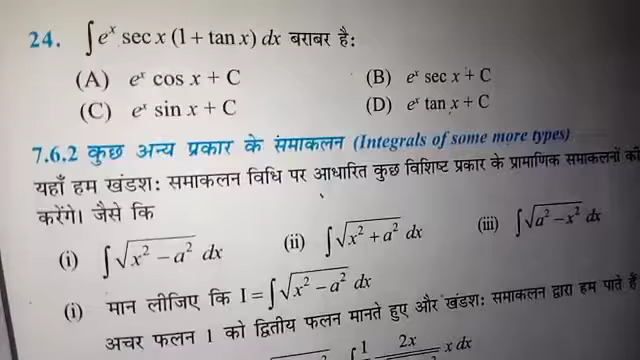 24. ∫eˣ sec x (1 + tan x) dx बराबर है:
(A) eˣ cos x + C (B) eˣ sec x + C
(C) eˣ sin x + C (D) eˣ tan x + C
7.6.2 कुछ अन्य प्रकार के समाकलन (Integrals of some more types)
यहाँ हम खंडश: समाकलन विधि पर आधारित कुछ विशिष्ट प्रकार के प्रामाणिक समाकलनों की
करेंगे। जैसे कि
(i) ∫√(x² – a²) dx (ii) ∫√(x² + a²) dx (iii) ∫√(a² – x²) dx
(i) मान लीजिए कि I = ∫√(x² – a²) dx
अचर फलन 1 को द्वितीय फलन मानते हुए और खंडश: समाकलन द्वारा हम पाते हैं
∫ 1 2x x dx